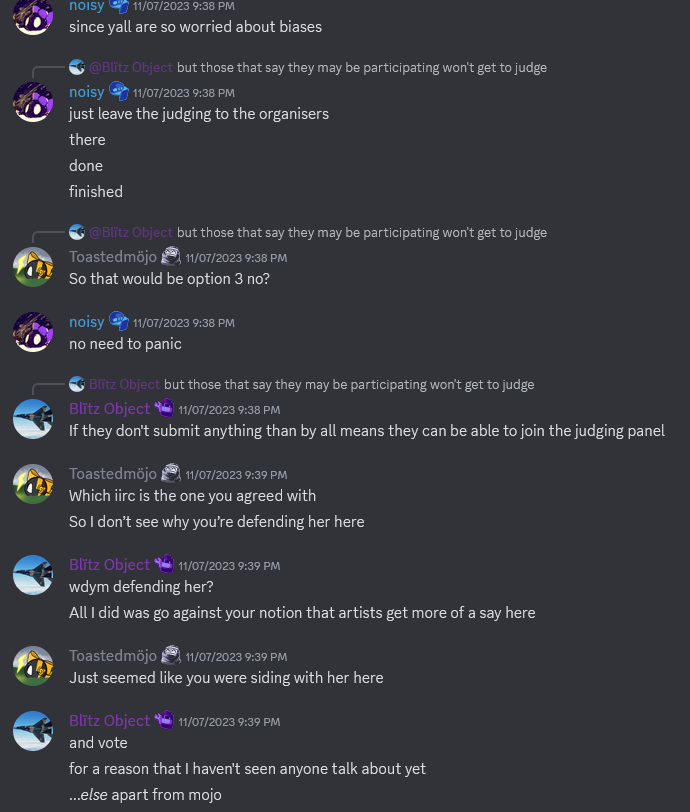 noisy 11/07/2023 9:38 PM
since yall are so worried about biases
@Blïtz Object but those that say they may be participating won't get to judge
noisy 11/07/2023 9:38 PM
just leave the judging to the organisers
there
done
finished
@Blïtz Object but those that say they may be participating won't get to judge
Toastedmöjo 11/07/2023 9:38 PM
So that would be option 3 no?
noisy 11/07/2023 9:38 PM
no need to panic
Blïtz Object but those that say they may be participating won't get to judge
Blïtz Object 11/07/2023 9:38 PM
If they don't submit anything than by all means they can be able to join the judging panel
Toastedmöjo 11/07/2023 9:39 PM
Which iirc is the one you agreed with
So I don’t see why you’re defending her here
Blïtz Object 11/07/2023 9:39 PM
wdym defending her?
All I did was go against your notion that artists get more of a say here
Toastedmöjo 11/07/2023 9:39 PM
Just seemed like you were siding with her here
Blïtz Object 11/07/2023 9:39 PM
and vote
for a reason that I haven't seen anyone talk about yet
...else apart from mojo